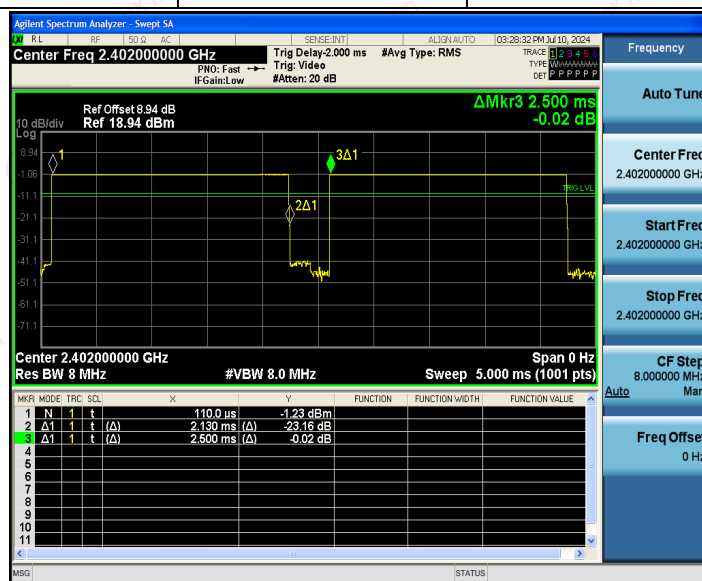 Agilent Spectrum Analyzer - Swept SA
RL RF 50 Ω AC SENSE:INT ALIGN AUTO 03:28:32 PM Jul 10, 2024
Center Freq 2.402000000 GHz
PNO: Fast
IFGain:Low
Trig Delay-2.000 ms
Trig: Video
#Atten: 20 dB
#Avg Type: RMS
TRACE 1 2 3 4 5 6
TYPE WWWWWW
DET P P P P P P
Frequency
Auto Tune
Center Freq
2.402000000 GHz
Start Freq
2.402000000 GHz
Stop Freq
2.402000000 GHz
CF Step
8.000000 MHz
Auto Man
Freq Offset
0 Hz
ΔMkr3 2.500 ms
-0.02 dB
Ref Offset 8.94 dB
10 dB/div Ref 18.94 dBm
Log
8.94
-1.06
-11.1
-21.1
-31.1
-41.1
-51.1
-61.1
-71.1
1
2Δ1
3Δ1
TRIG LVL
Center 2.402000000 GHz Span 0 Hz
Res BW 8 MHz #VBW 8.0 MHz Sweep 5.000 ms (1001 pts)
MKR MODE TRC SCL X Y FUNCTION FUNCTION WIDTH FUNCTION VALUE
1 N 1 t 110.0 µs -1.23 dBm
2 Δ1 1 t (Δ) 2.130 ms (Δ) -23.16 dB
3 Δ1 1 t (Δ) 2.500 ms (Δ) -0.02 dB
4
5
6
7
8
9
10
11
MSG STATUS